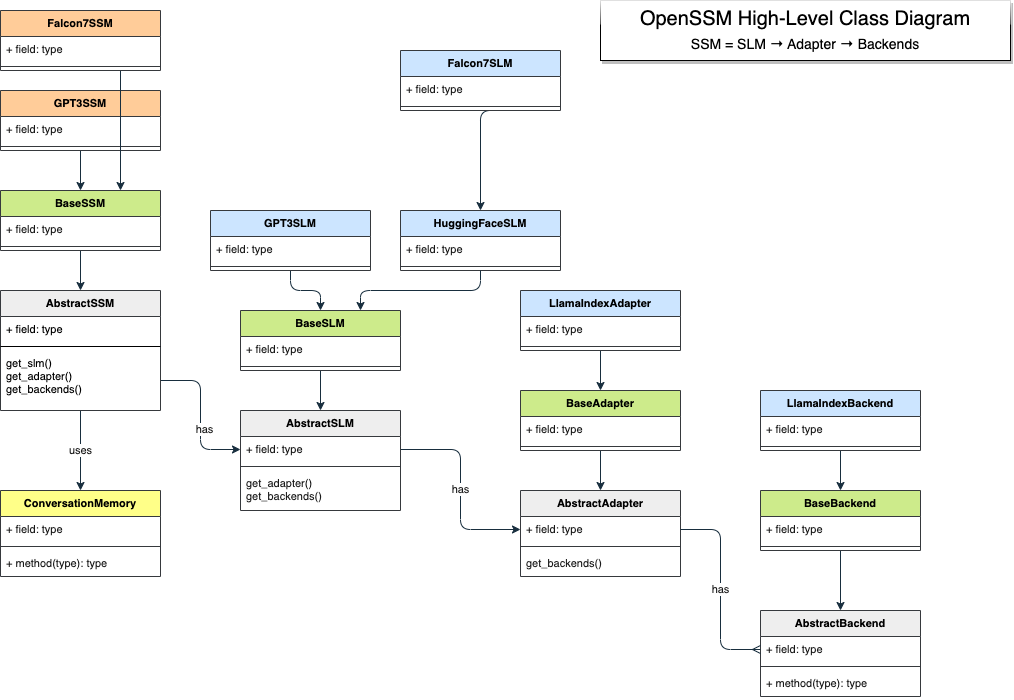 OpenSSM High-Level Class Diagram
SSM = SLM → Adapter → Backends
Falcon7SSM
+ field: type
GPT3SSM
+ field: type
BaseSSM
+ field: type
AbstractSSM
+ field: type
get_slm()
get_adapter()
get_backends()
uses
ConversationMemory
+ field: type
+ method(type): type
has
Falcon7SLM
+ field: type
GPT3SLM
+ field: type
HuggingFaceSLM
+ field: type
BaseSLM
+ field: type
AbstractSLM
+ field: type
get_adapter()
get_backends()
has
LlamaIndexAdapter
+ field: type
BaseAdapter
+ field: type
AbstractAdapter
+ field: type
get_backends()
has
LlamaIndexBackend
+ field: type
BaseBackend
+ field: type
AbstractBackend
+ field: type
+ method(type): type